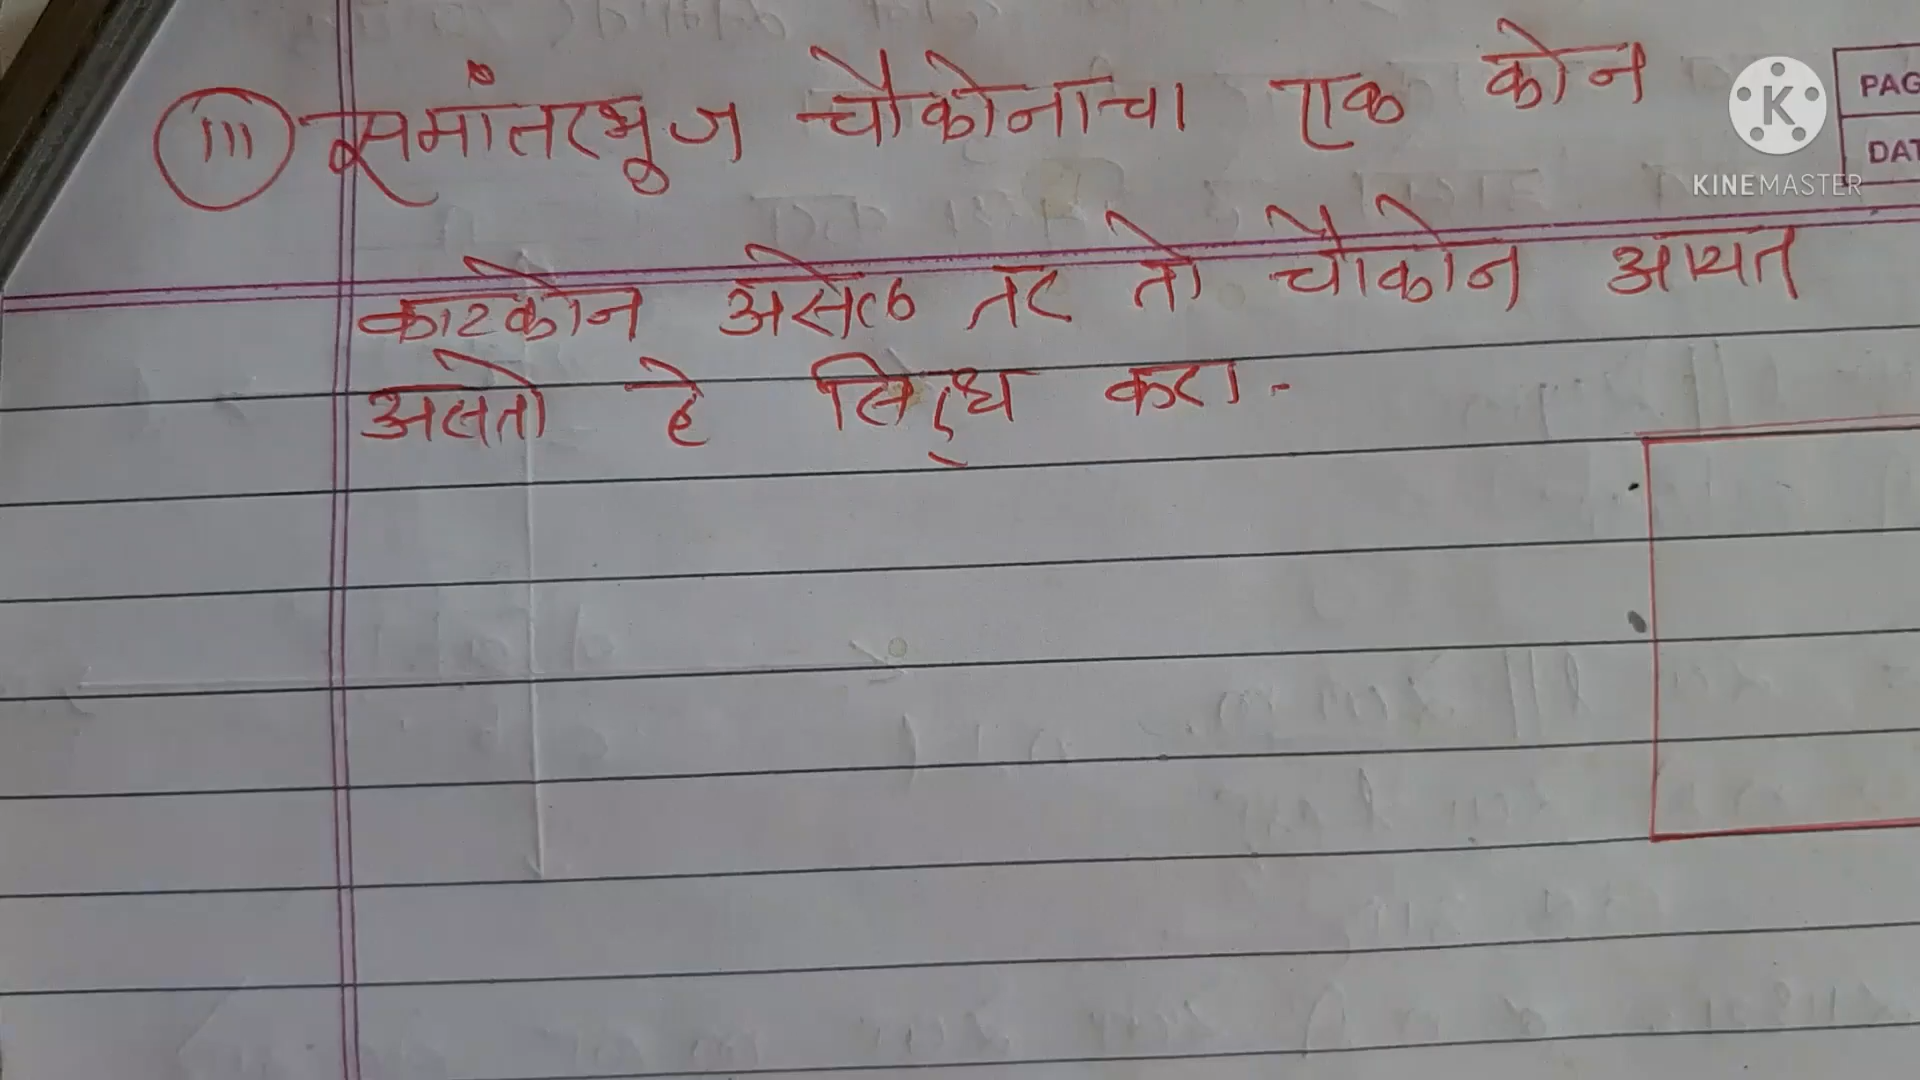 (iii) समांतरभूज चौकोनाचा एक कोन
काटकोन असेल तर तो चौकोन आयत
असतो हे सिद्ध करा.
PAG
DAT
K
KINEMASTER